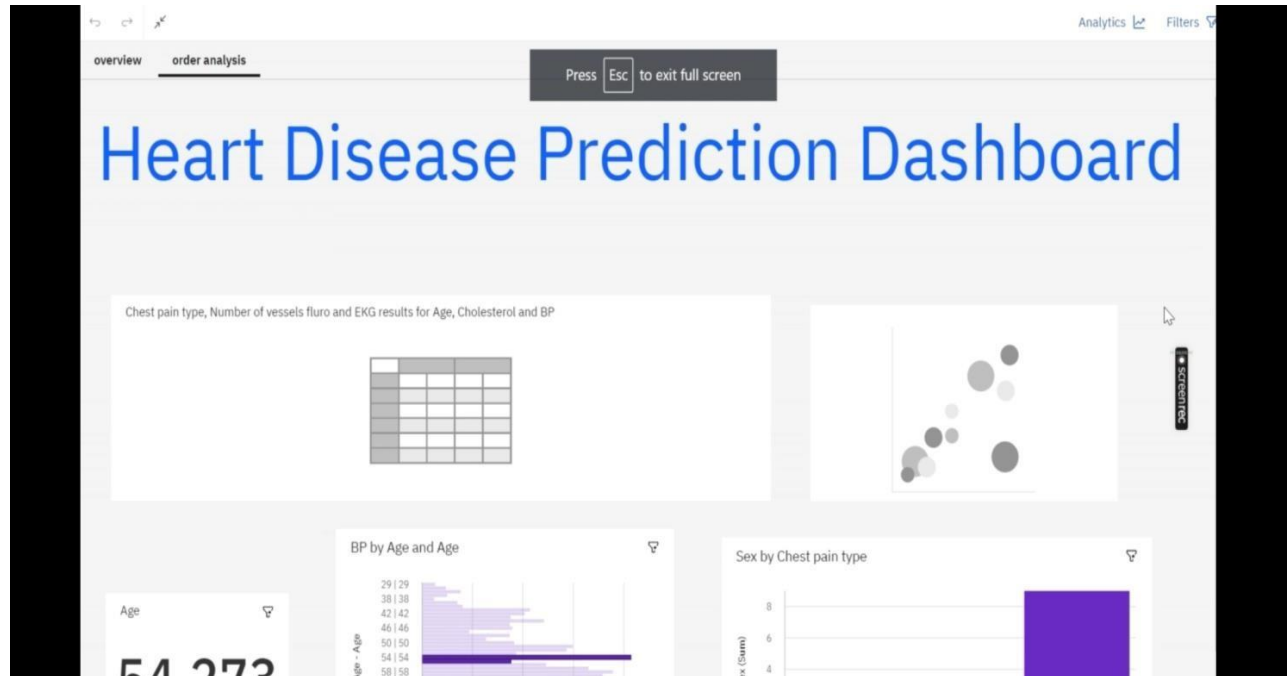 Analytics Filters
overview order analysis
Press Esc to exit full screen
Heart Disease Prediction Dashboard
Chest pain type, Number of vessels fluro and EKG results for Age, Cholesterol and BP
screenrec
BP by Age and Age
29 | 29
38 | 38
42 | 42
46 | 46
50 | 50
54 | 54
58 | 58
Sex by Chest pain type
8
6
4
(Sum)
Age
54.273